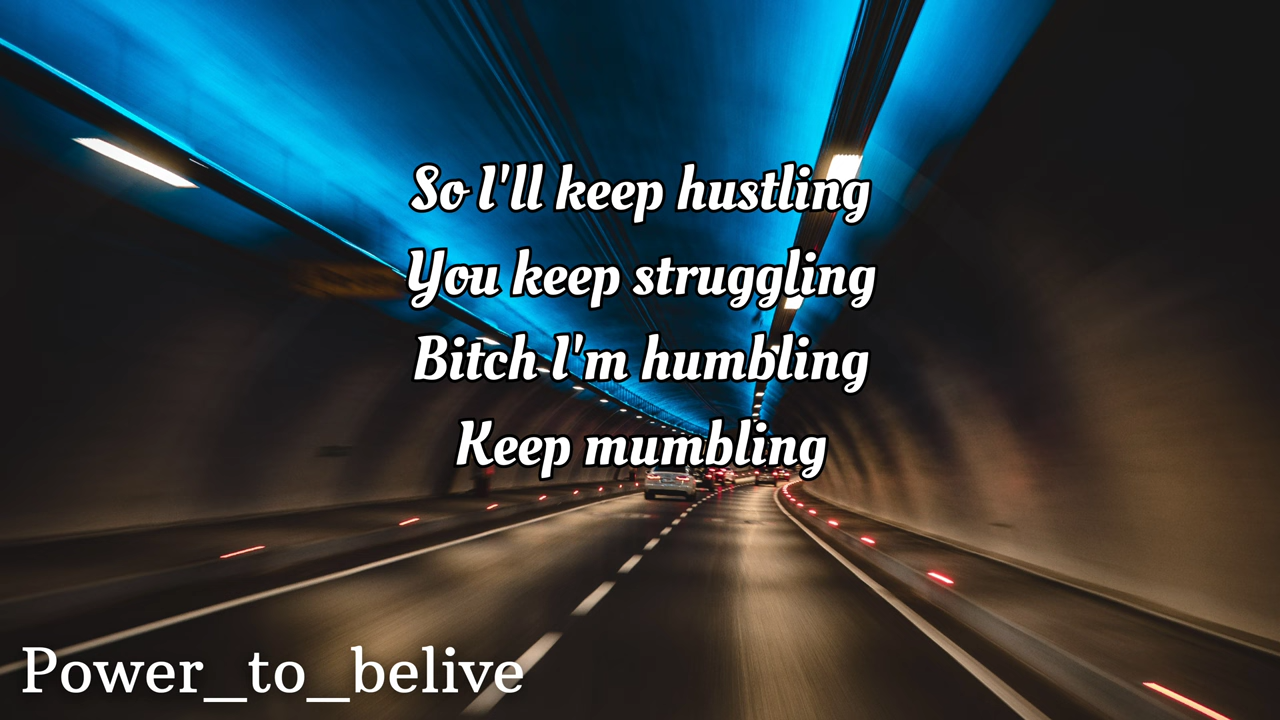 So I'll keep hustling
You keep struggling
Bitch I'm humbling
Keep mumbling
Power_to_belive